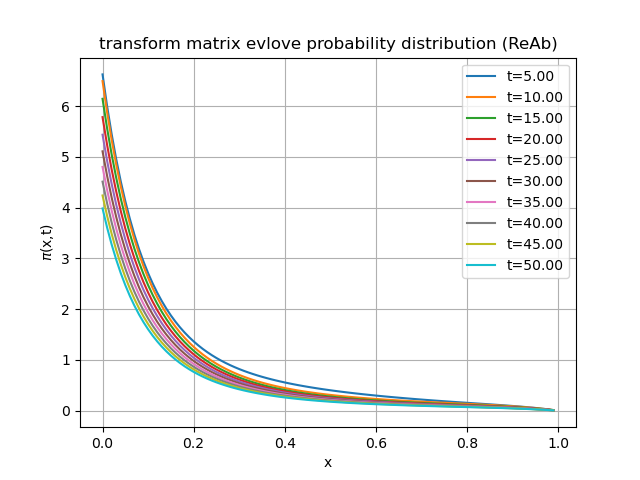 transform matrix evlove probability distribution (ReAb)
π(x,t)
6
5
4
3
2
1
0
0.0 0.2 0.4 0.6 0.8 1.0
x
t=5.00
t=10.00
t=15.00
t=20.00
t=25.00
t=30.00
t=35.00
t=40.00
t=45.00
t=50.00